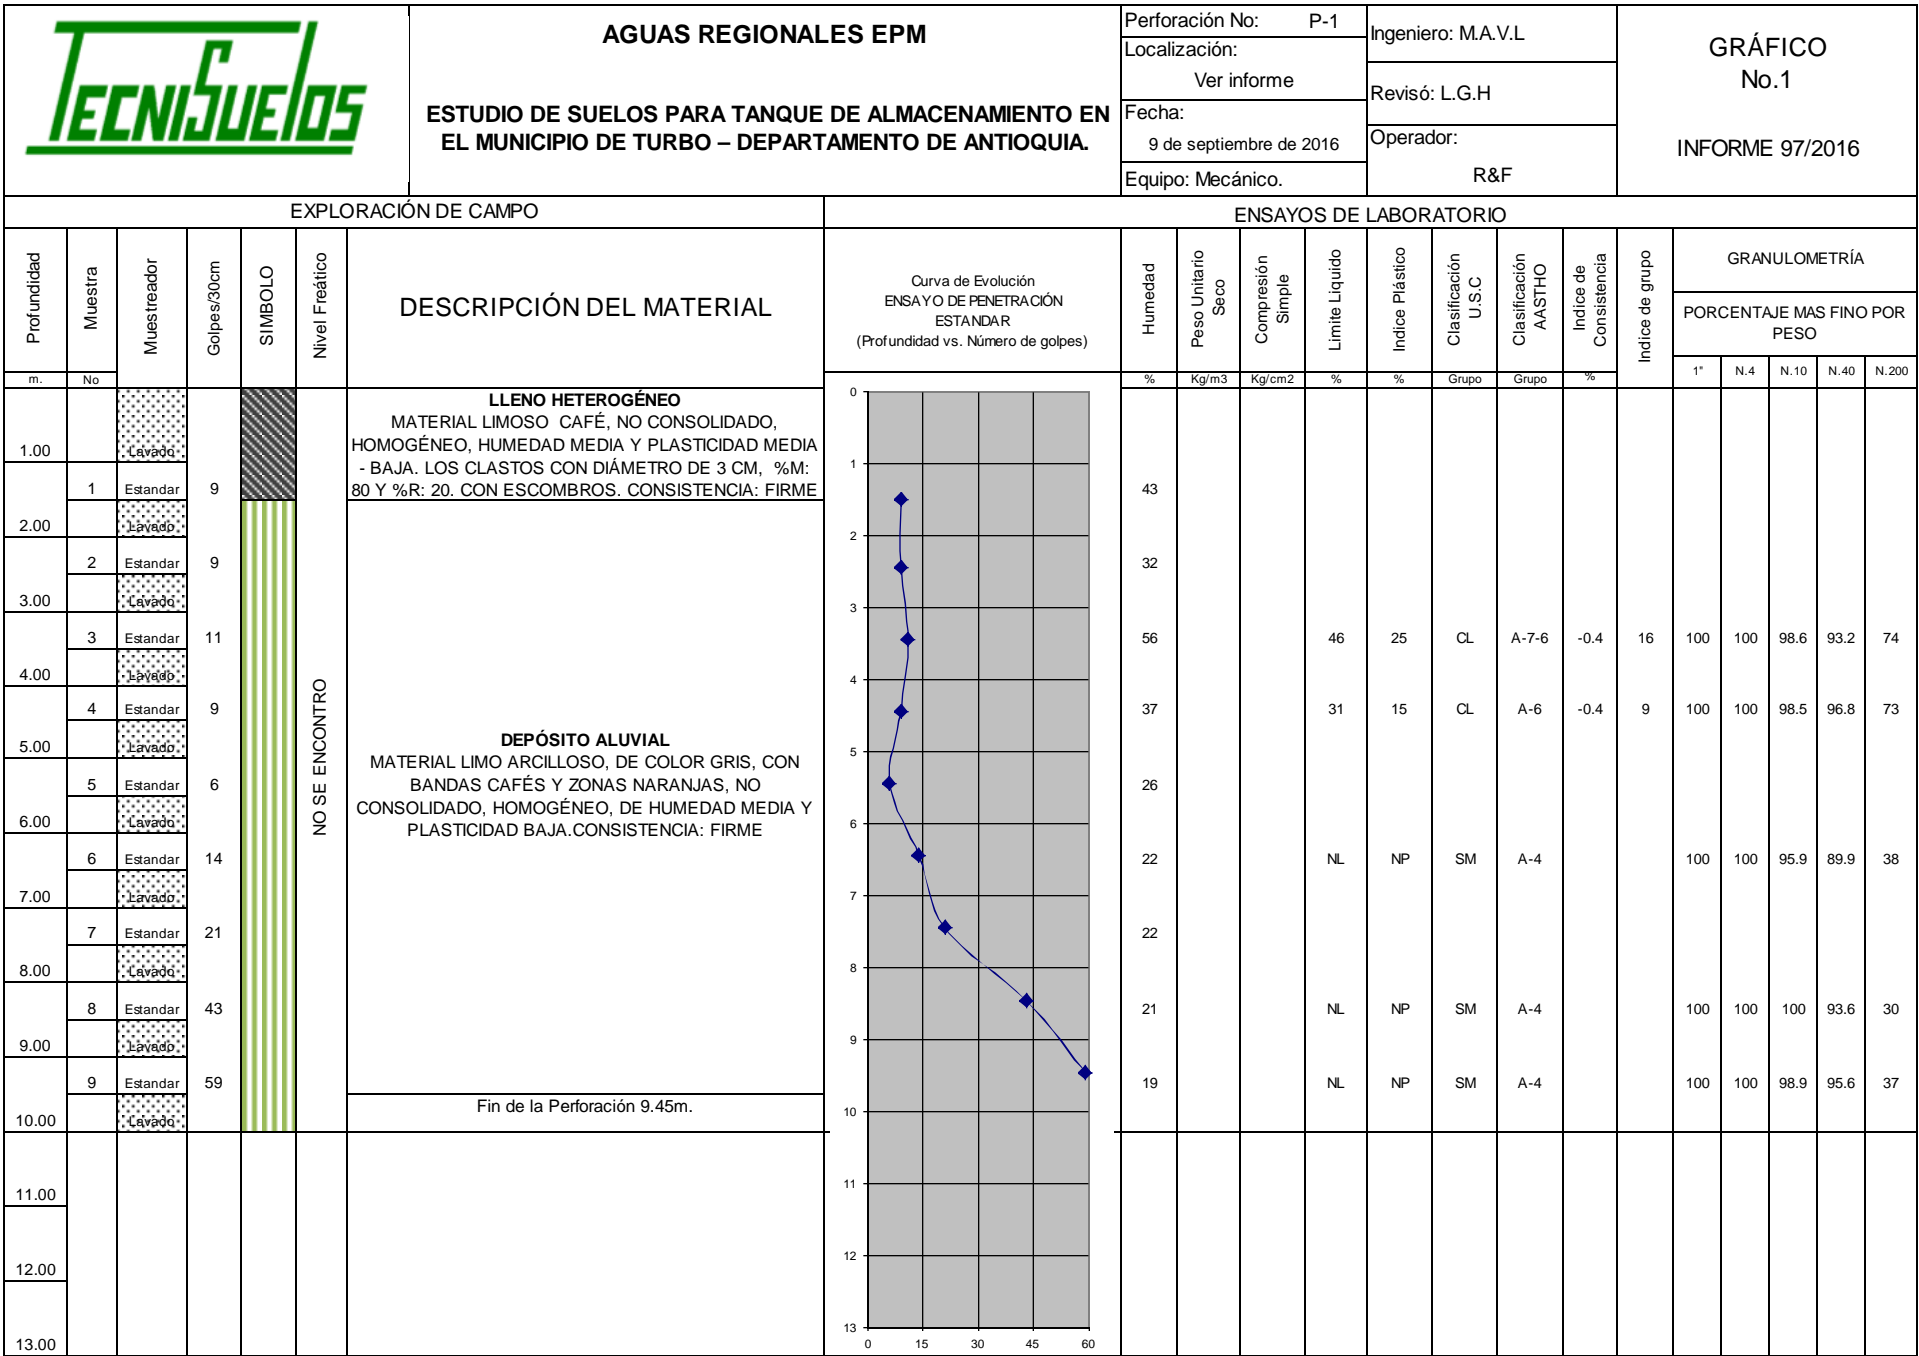 TECNISUELOS
AGUAS REGIONALES EPM
ESTUDIO DE SUELOS PARA TANQUE DE ALMACENAMIENTO EN
EL MUNICIPIO DE TURBO – DEPARTAMENTO DE ANTIOQUIA.
Perforación No: P-1
Localización:
Ver informe
Fecha:
9 de septiembre de 2016
Equipo: Mecánico.
Ingeniero: M.A.V.L
Revisó: L.G.H
Operador:
R&F
GRÁFICO
No.1
INFORME 97/2016
EXPLORACIÓN DE CAMPO
ENSAYOS DE LABORATORIO
Profundidad
Muestra
Muestreador
Golpes/30cm
SIMBOLO
Nivel Freático
DESCRIPCIÓN DEL MATERIAL
Curva de Evolución
ENSAYO DE PENETRACIÓN
ESTANDAR
(Profundidad vs. Número de golpes)
Humedad
Peso Unitario
Seco
Compresión
Simple
Limite Liquido
Indice Plástico
Clasificación
U.S.C
Clasificación
AASTHO
Indice de
Consistencia
Indice de grupo
GRANULOMETRÍA
PORCENTAJE MAS FINO POR
PESO
m. No
% Kg/m3 Kg/cm2 % % Grupo Grupo %
1" N.4 N.10 N.40 N.200
LLENO HETEROGÉNEO
MATERIAL LIMOSO CAFÉ, NO CONSOLIDADO,
HOMOGÉNEO, HUMEDAD MEDIA Y PLASTICIDAD MEDIA
- BAJA. LOS CLASTOS CON DIÁMETRO DE 3 CM, %M:
80 Y %R: 20. CON ESCOMBROS. CONSISTENCIA: FIRME
1.00 Lavado
1 Estandar 9 43
2.00 Lavado
2 Estandar 9 32
3.00 Lavado
3 Estandar 11 56 46 25 CL A-7-6 -0.4 16 100 100 98.6 93.2 74
4.00 Lavado
4 Estandar 9 37 31 15 CL A-6 -0.4 9 100 100 98.5 96.8 73
5.00 Lavado
NO SE ENCONTRO
DEPÓSITO ALUVIAL
MATERIAL LIMO ARCILLOSO, DE COLOR GRIS, CON
BANDAS CAFÉS Y ZONAS NARANJAS, NO
CONSOLIDADO, HOMOGÉNEO, DE HUMEDAD MEDIA Y
PLASTICIDAD BAJA.CONSISTENCIA: FIRME
5 Estandar 6 26
6.00 Lavado
6 Estandar 14 22 NL NP SM A-4 100 100 95.9 89.9 38
7.00 Lavado
7 Estandar 21 22
8.00 Lavado
8 Estandar 43 21 NL NP SM A-4 100 100 100 93.6 30
9.00 Lavado
9 Estandar 59 19 NL NP SM A-4 100 100 98.9 95.6 37
Fin de la Perforación 9.45m.
10.00 Lavado
11.00
12.00
13.00
0
1
2
3
4
5
6
7
8
9
10
11
12
13
0 15 30 45 60